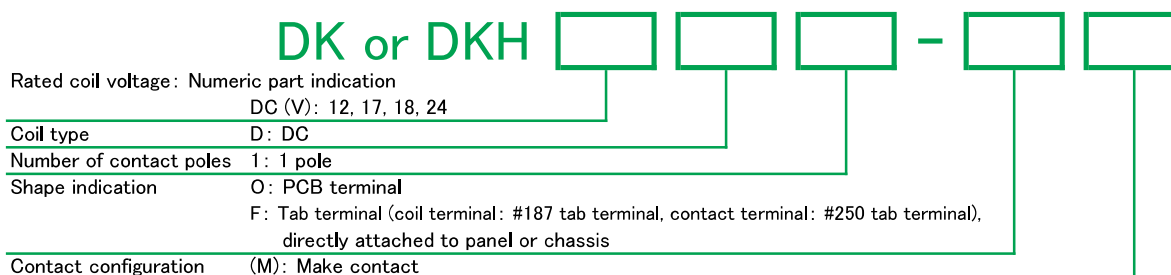 DK or DKH -
Rated coil voltage: Numeric part indication
DC (V): 12, 17, 18, 24
Coil type D: DC
Number of contact poles 1: 1 pole
Shape indication O: PCB terminal
F: Tab terminal (coil terminal: #187 tab terminal, contact terminal: #250 tab terminal),
directly attached to panel or chassis
Contact configuration (M): Make contact